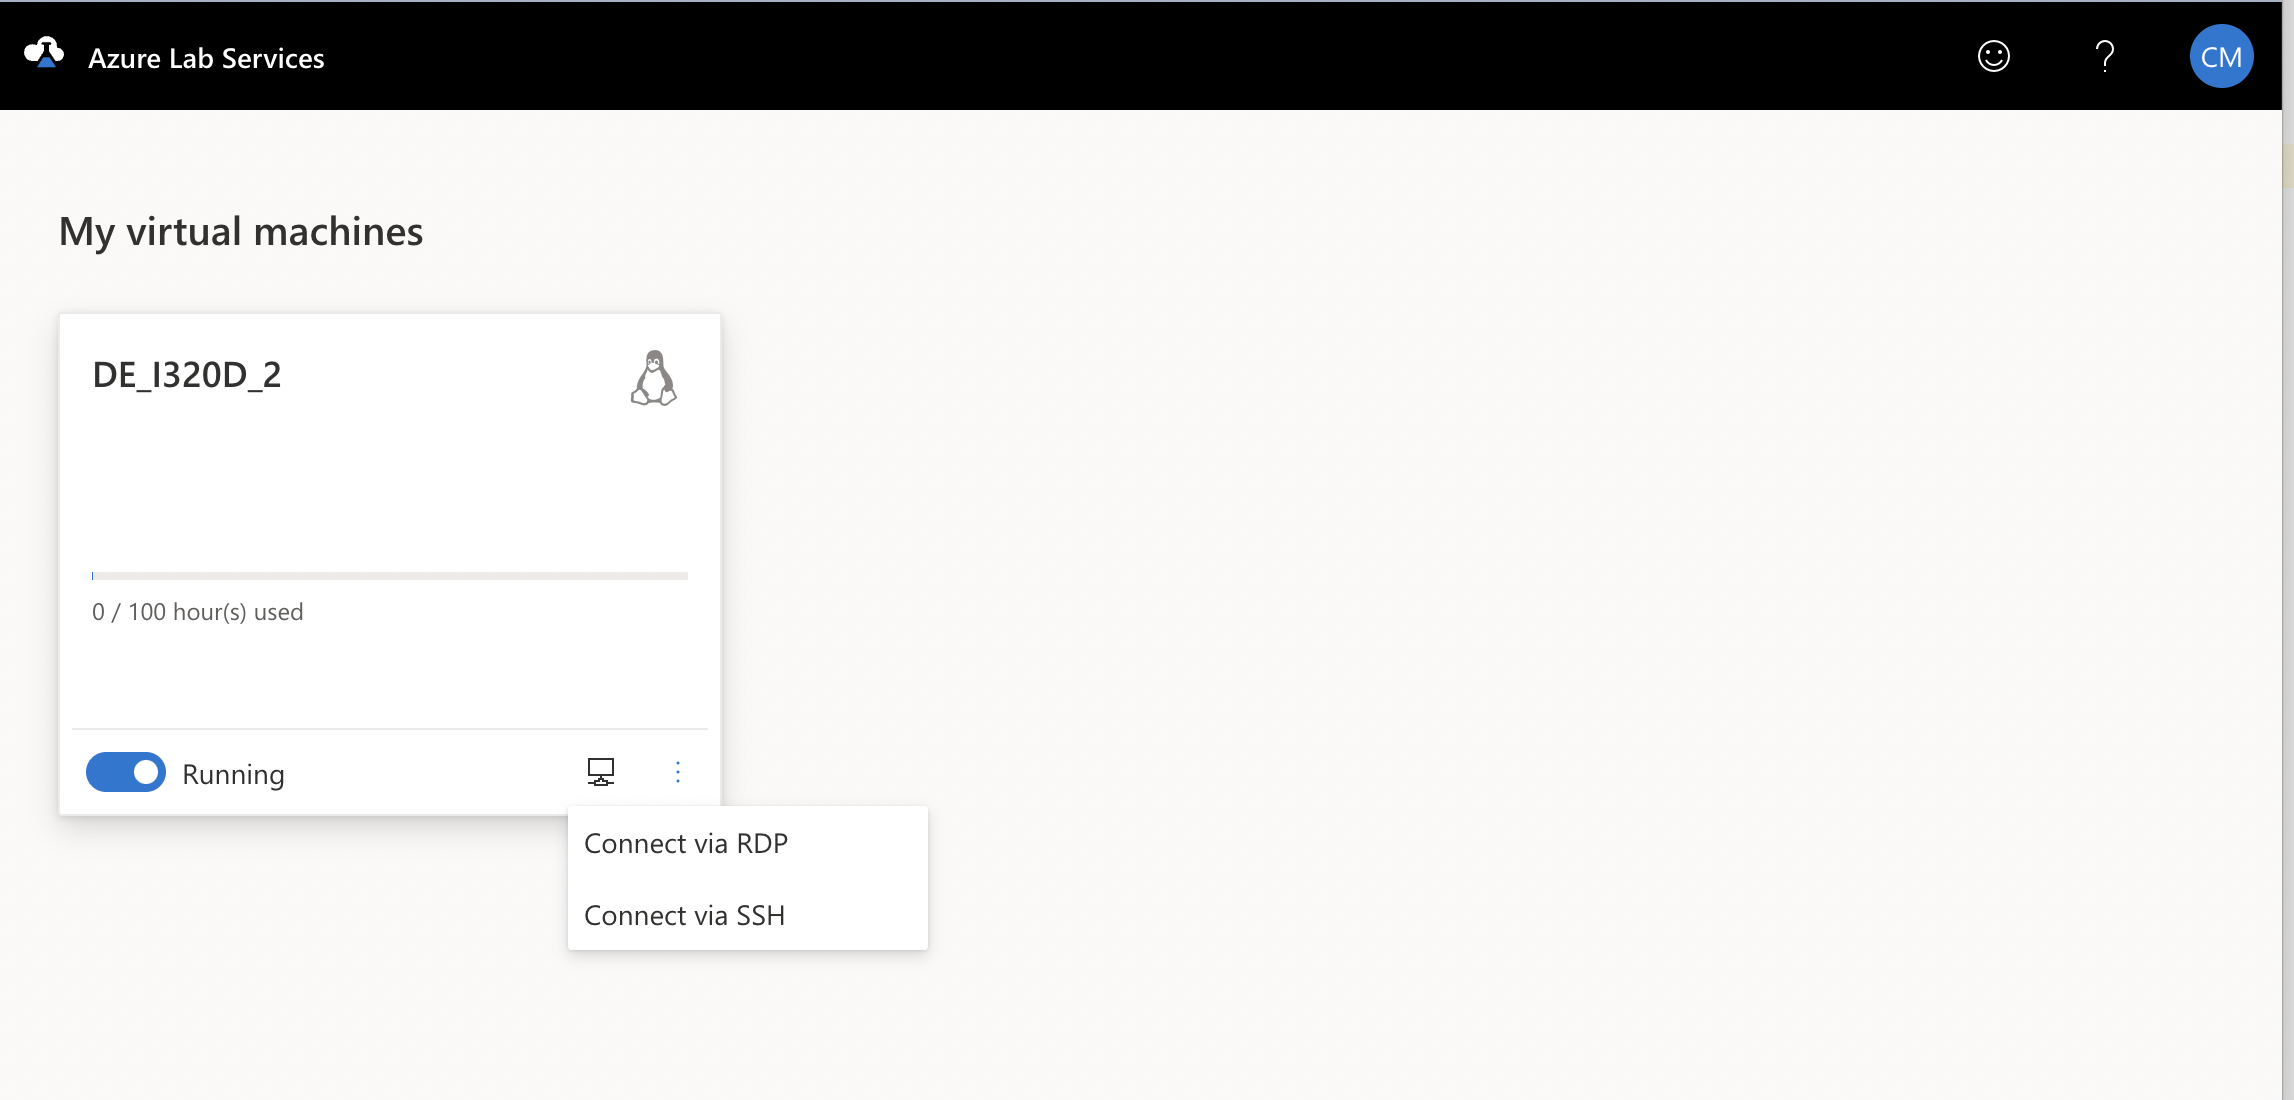 Azure Lab Services
?
CM
My virtual machines
DE_I320D_2
0 / 100 hour(s) used
Running
Connect via RDP
Connect via SSH